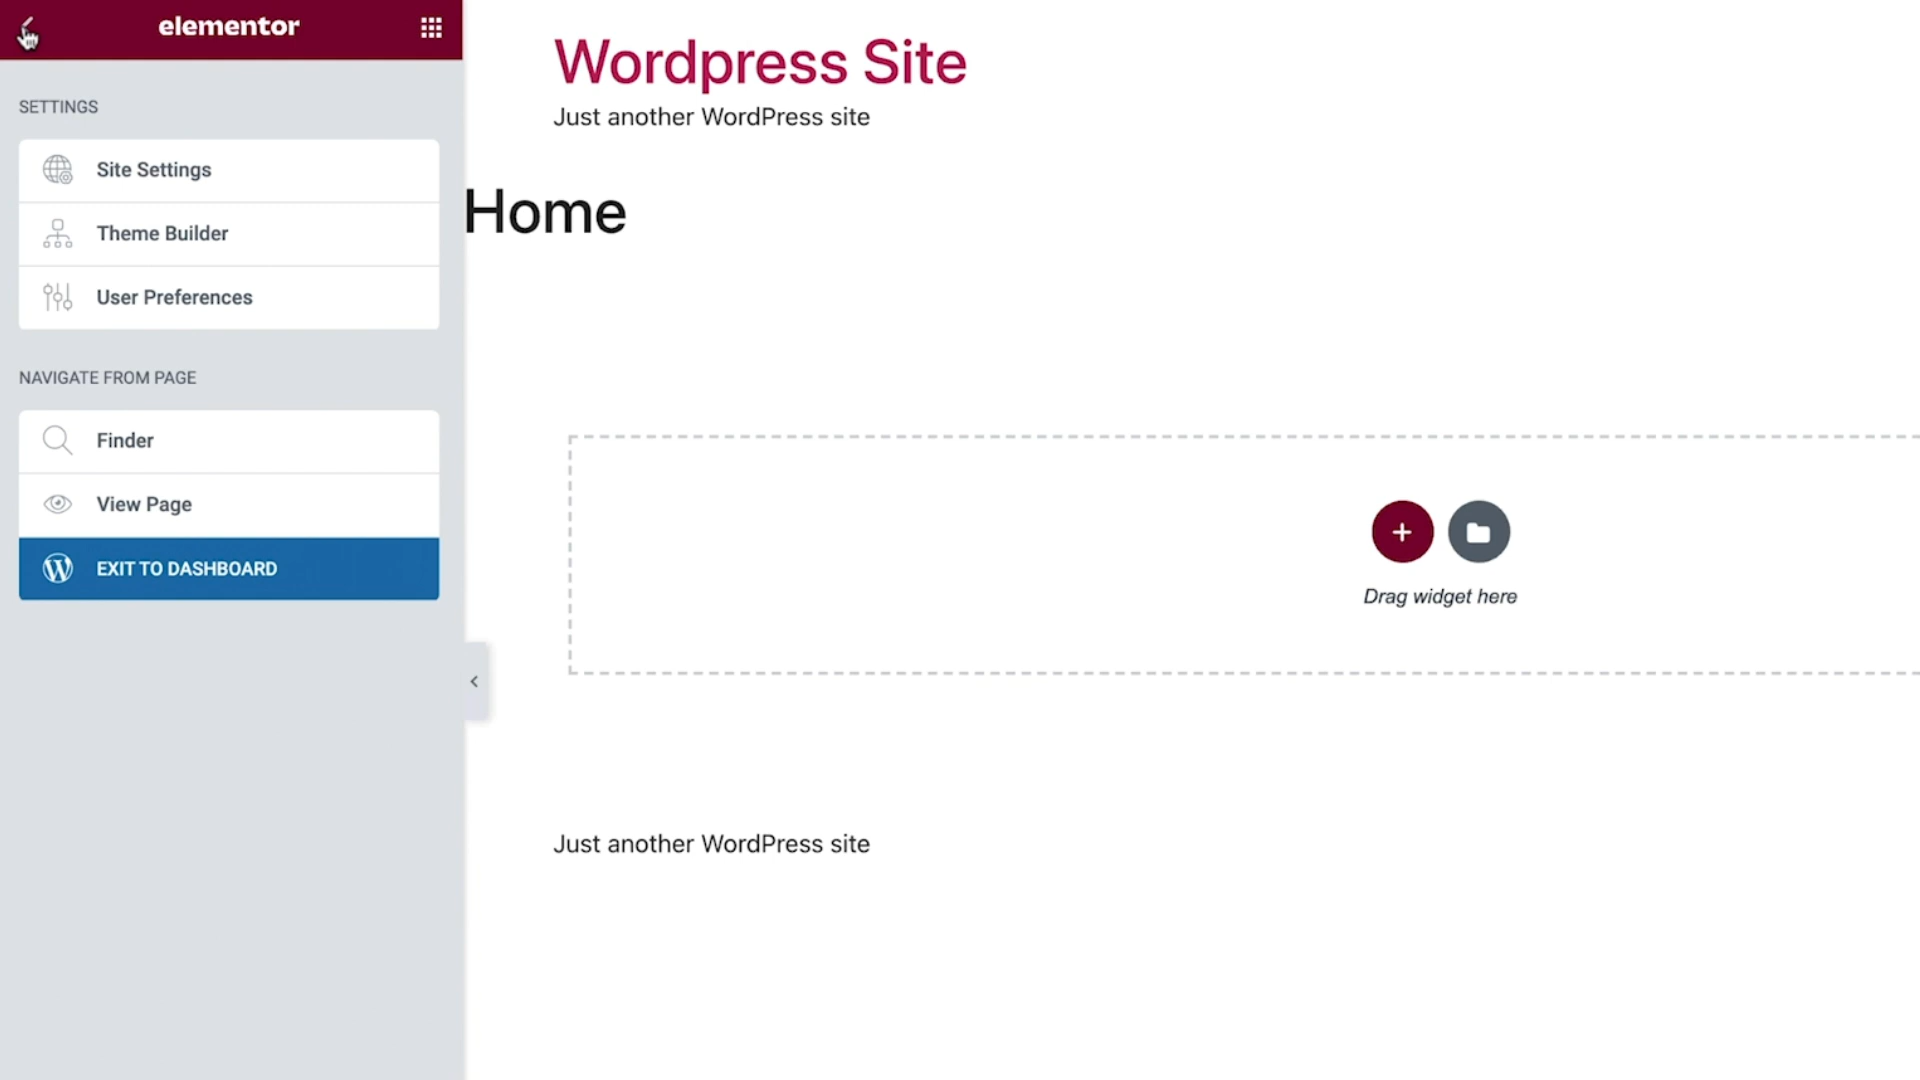 elementor
SETTINGS
Site Settings
Theme Builder
User Preferences
NAVIGATE FROM PAGE
Finder
View Page
EXIT TO DASHBOARD
Wordpress Site
Just another WordPress site
Home
Drag widget here
Just another WordPress site